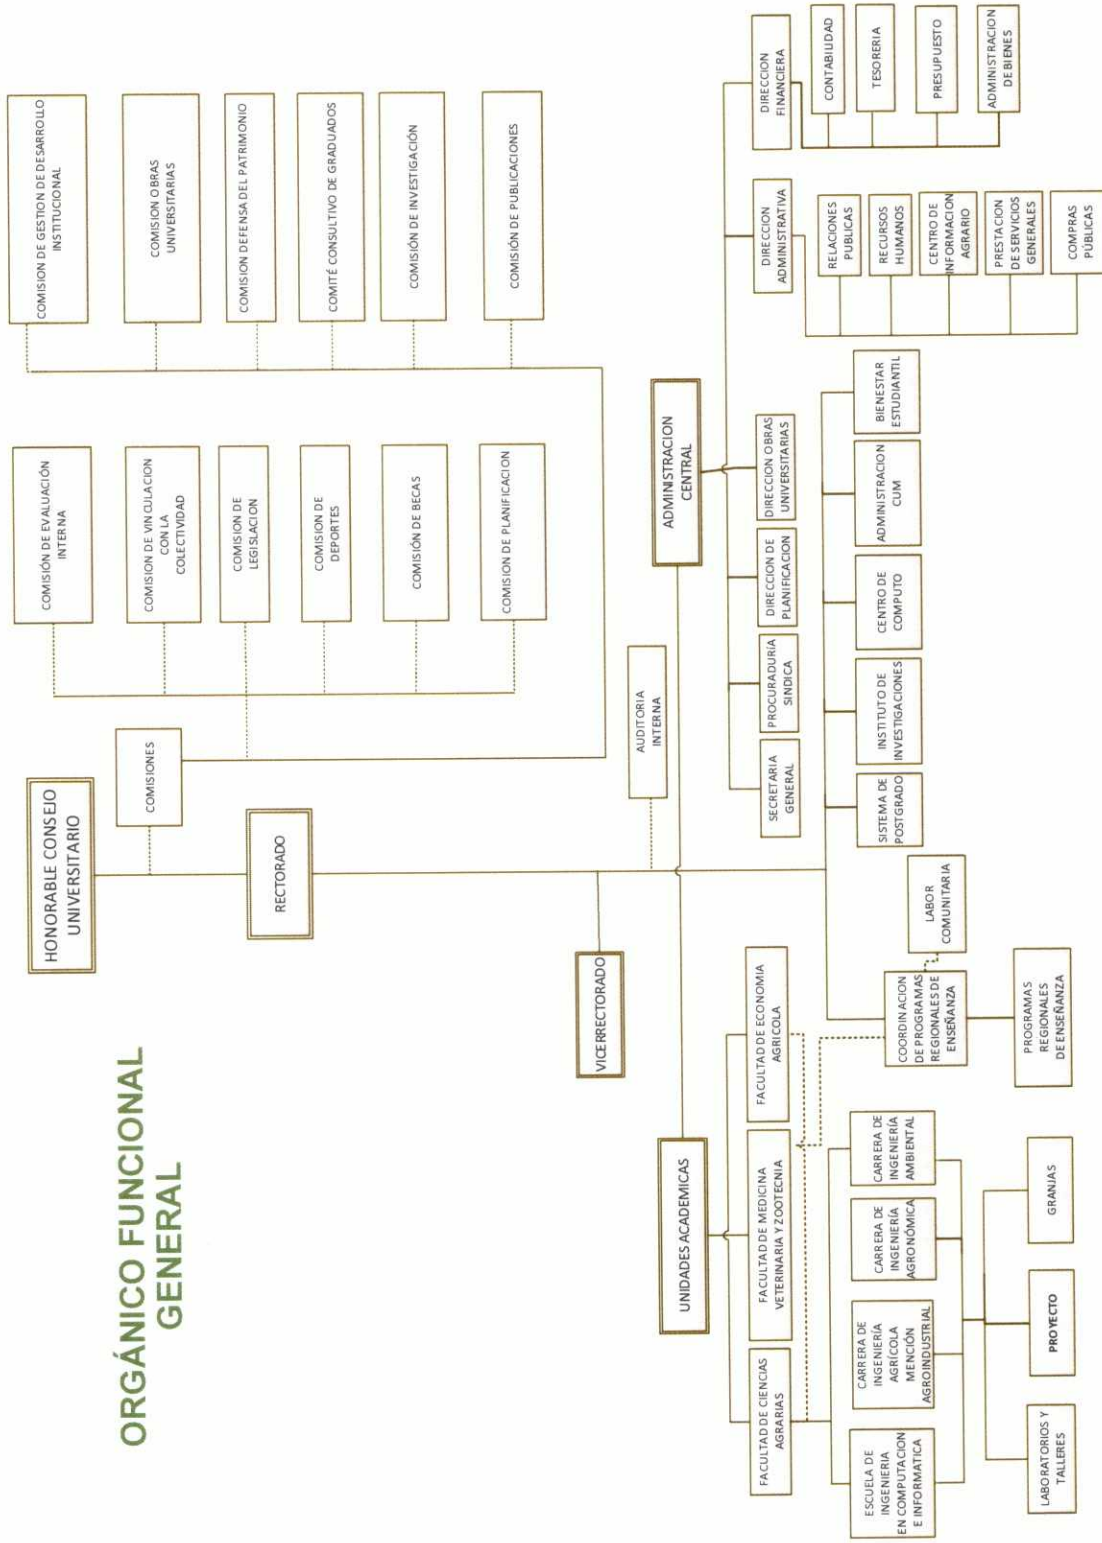 ORGÁNICO FUNCIONAL
GENERAL
HONORABLE CONSEJO
UNIVERSITARIO
COMISIONES
RECTORADO
COMISIÓN DE EVALUACIÓN
INTERNA
COMISION DE VINCULACION
CON LA
COLECTIVIDAD
COMISION DE
LEGISLACION
COMISION DE
DEPORTES
COMISIÓN DE BECAS
COMISION DE PLANIFICACION
COMISION DE GESTION DE DESARROLLO
INSTITUCIONAL
COMISION OBRAS
UNIVERSITARIAS
COMISION DEFENSA DEL PATRIMONIO
COMITÉ CONSULTIVO DE GRADUADOS
COMISIÓN DE INVESTIGACIÓN
COMISIÓN DE PUBLICACIONES
VICERRECTORADO
AUDITORIA
INTERNA
UNIDADES ACADEMICAS
ADMINISTRACION
CENTRAL
FACULTAD DE CIENCIAS
AGRARIAS
FACULTAD DE MEDICINA
VETERINARIA Y ZOOTECNIA
FACULTAD DE ECONOMIA
AGRICOLA
SECRETARIA
GENERAL
PROCURADURÍA
SINDICA
DIRECCION DE
PLANIFICACION
DIRECCION OBRAS
UNIVERSITARIAS
DIRECCION
ADMINISTRATIVA
DIRECCION
FINANCIERA
RELACIONES
PUBLICAS
RECURSOS
HUMANOS
CENTRO DE
INFORMACION
AGRARIO
PRESTACION
DE SERVICIOS
GENERALES
COMPRAS
PÚBLICAS
CONTABILIDAD
TESORERIA
PRESUPUESTO
ADMINISTRACION
DE BIENES
ESCUELA DE
INGENIERIA
EN COMPUTACION
E INFORMATICA
CARRERA DE
INGENIERÍA
AGRÍCOLA
MENCIÓN
AGROINDUSTRIAL
CARRERA DE
INGENIERÍA
AGRONÓMICA
CARRERA DE
INGENIERÍA
AMBIENTAL
COORDINACION
DE PROGRAMAS
REGIONALES DE
ENSEÑANZA
LABOR
COMUNITARIA
SISTEMA DE
POSTGRADO
INSTITUTO DE
INVESTIGACIONES
CENTRO DE
COMPUTO
ADMINISTRACION
CUM
BIENESTAR
ESTUDIANTIL
LABORATORIOS Y
TALLERES
PROYECTO
GRANJAS
PROGRAMAS
REGIONALES
DE ENSEÑANZA